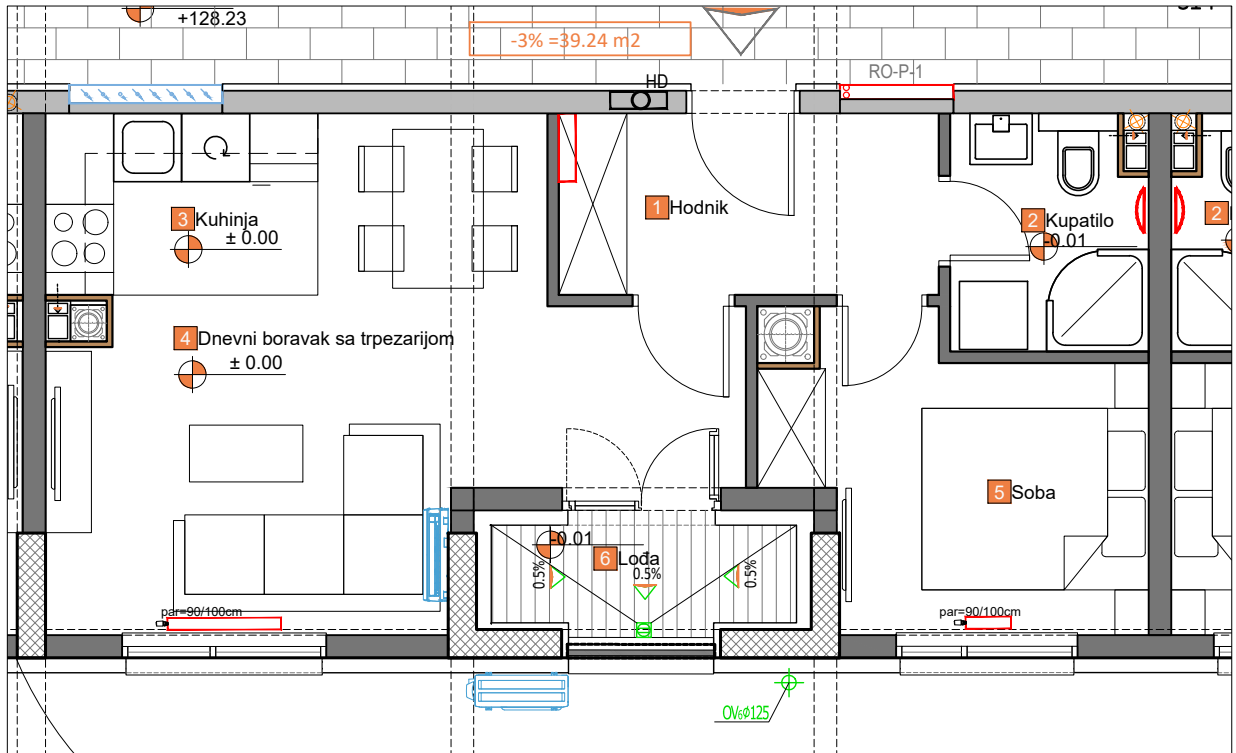 +128.23
-3% =39.24 m2
HD
RO-P-1
1 Hodnik
3 Kuhinja
± 0.00
2 Kupatilo
-0.01
2
4 Dnevni boravak sa trpezarijom
± 0.00
5 Soba
-0.01
6 Lođa
0.5%
0.5%
0.5%
par=90/100cm
par=90/100cm